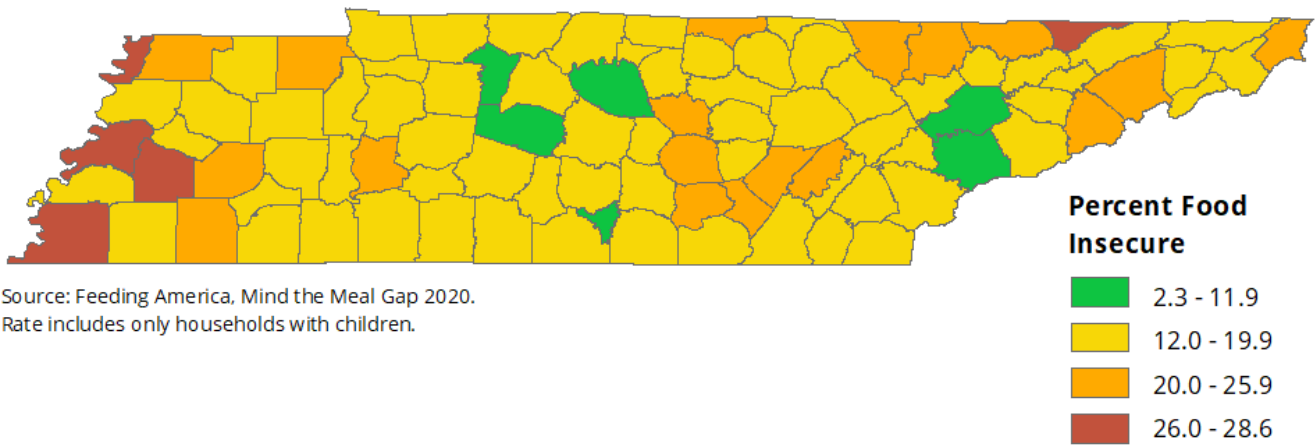 Percent Food
Insecure
2.3 - 11.9
12.0 - 19.9
20.0 - 25.9
26.0 - 28.6
Source: Feeding America, Mind the Meal Gap 2020.
Rate includes only households with children.